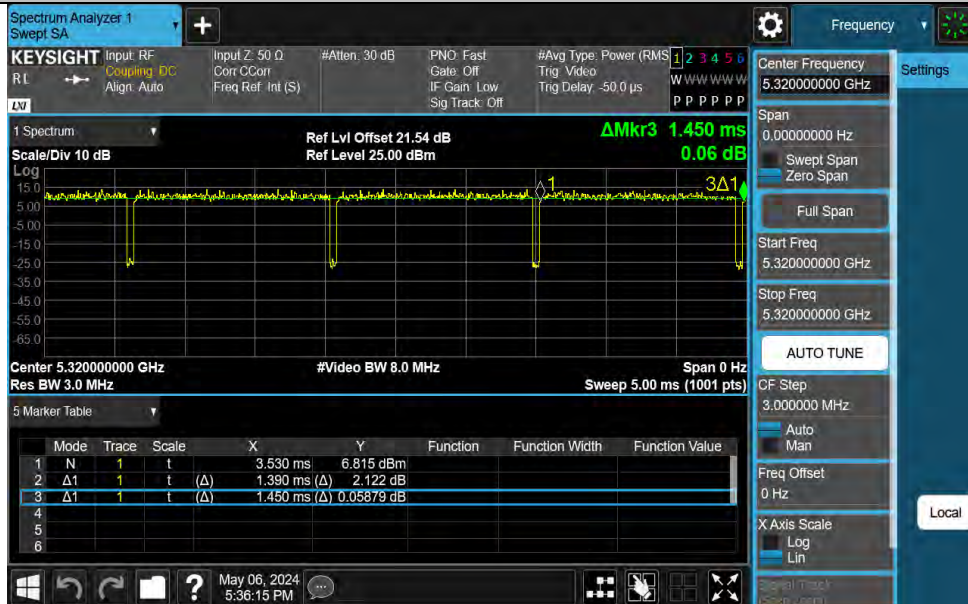 Spectrum Analyzer 1
Swept SA
+
Frequency
KEYSIGHT
Input: RF
Coupling: DC
Align: Auto
Input Z: 50 Ω
Corr CCorr
Freq Ref: Int (S)
#Atten: 30 dB
PNO: Fast
Gate: Off
IF Gain: Low
Sig Track: Off
#Avg Type: Power (RMS
Trig: Video
Trig Delay: -50.0 µs
1 2 3 4 5 6
W W W W W W
P P P P P P
LXI
1 Spectrum
Scale/Div 10 dB
Ref Lvl Offset 21.54 dB
Ref Level 25.00 dBm
ΔMkr3 1.450 ms
0.06 dB
Log
1
3Δ1
15.0
5.00
-5.00
-15.0
-25.0
-35.0
-45.0
-55.0
-65.0
Center 5.320000000 GHz
#Video BW 8.0 MHz
Span 0 Hz
Res BW 3.0 MHz
Sweep 5.00 ms (1001 pts)
5 Marker Table
Mode Trace Scale X Y Function Function Width Function Value
1 N 1 t 3.530 ms 6.815 dBm
2 Δ1 1 t (Δ) 1.390 ms (Δ) 2.122 dB
3 Δ1 1 t (Δ) 1.450 ms (Δ) 0.05879 dB
4
5
6
?
May 06, 2024
5:36:15 PM
Center Frequency
5.320000000 GHz
Settings
Span
0.00000000 Hz
Swept Span
Zero Span
Full Span
Start Freq
5.320000000 GHz
Stop Freq
5.320000000 GHz
AUTO TUNE
CF Step
3.000000 MHz
Auto
Man
Freq Offset
0 Hz
X Axis Scale
Log
Lin
Local
Signal Track